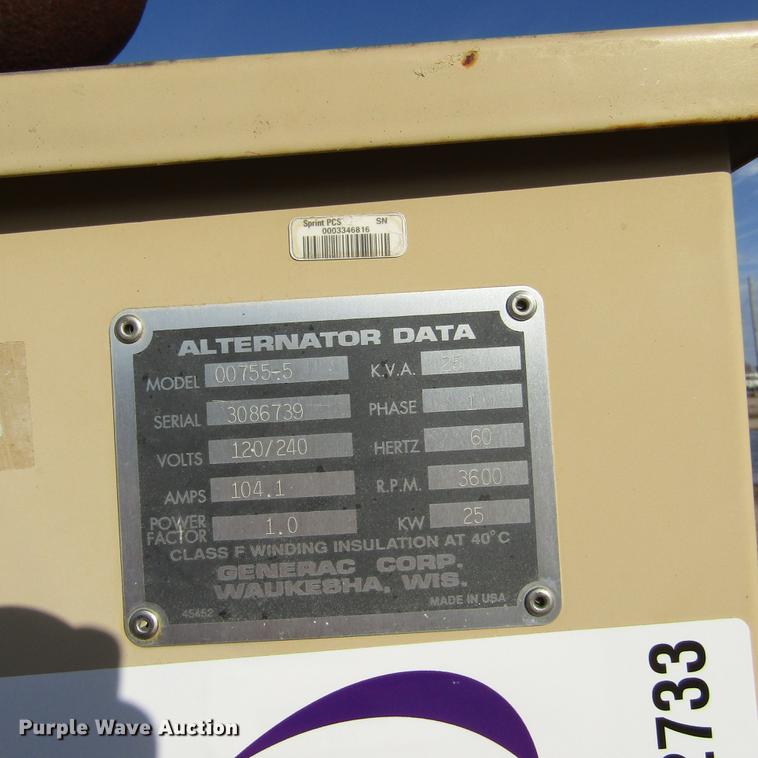 Sprint PCS SN
0003346816
ALTERNATOR DATA
MODEL 00755-5 K.V.A. 25
SERIAL 3086739 PHASE 1
VOLTS 120/240 HERTZ 60
AMPS 104.1 R.P.M. 3600
POWER FACTOR 1.0 KW 25
CLASS F WINDING INSULATION AT 40°C
GENERAC CORP.
WAUKESHA, WIS.
45452 MADE IN USA
2733
Purple Wave Auction